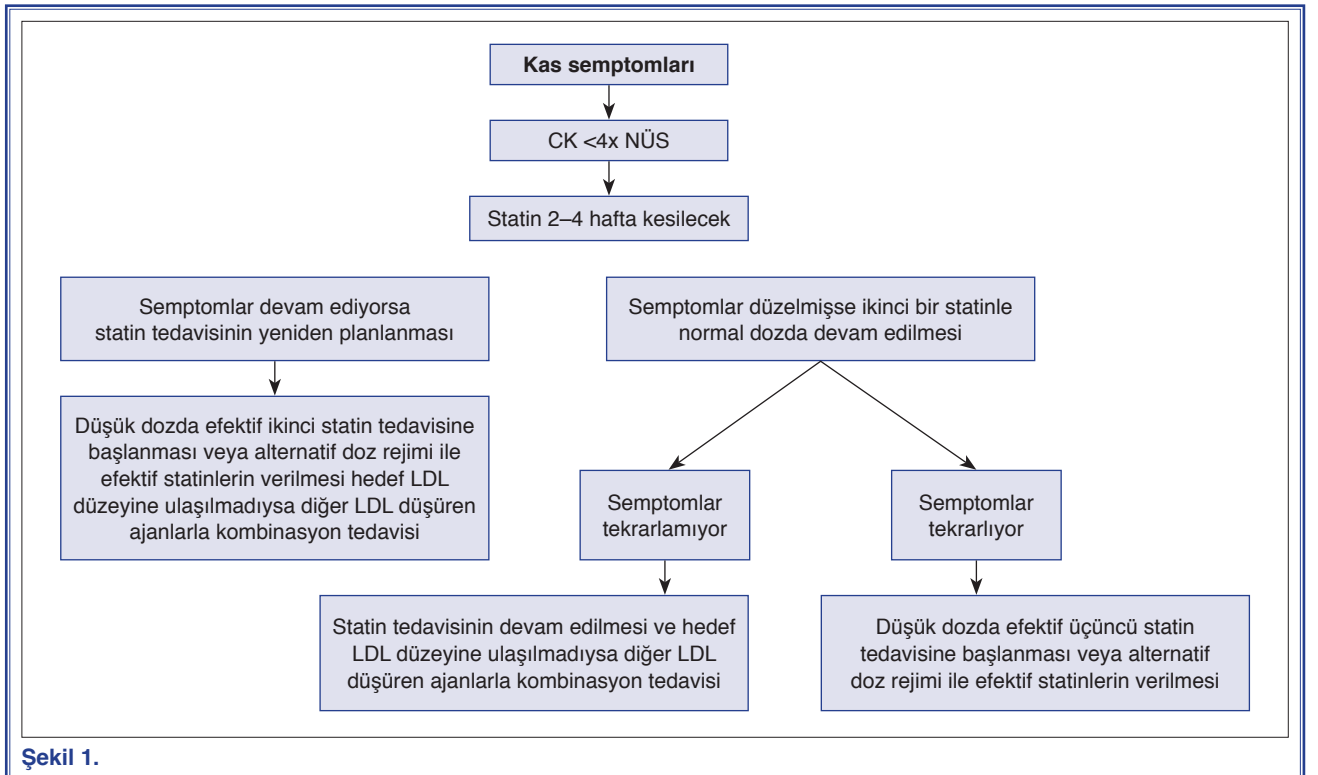 Kas semptomları
CK <4x NÜS
Statin 2–4 hafta kesilecek
Semptomlar devam ediyorsa
statin tedavisinin yeniden planlanması
Semptomlar düzelmişse ikinci bir statinle
normal dozda devam edilmesi
Düşük dozda efektif ikinci statin tedavisine
başlanması veya alternatif doz rejimi ile
efektif statinlerin verilmesi hedef LDL
düzeyine ulaşılmadıysa diğer LDL düşüren
ajanlarla kombinasyon tedavisi
Semptomlar
tekrarlamıyor
Semptomlar
tekrarlıyor
Statin tedavisinin devam edilmesi ve hedef
LDL düzeyine ulaşılmadıysa diğer LDL
düşüren ajanlarla kombinasyon tedavisi
Düşük dozda efektif üçüncü statin
tedavisine başlanması veya alternatif
doz rejimi ile efektif statinlerin verilmesi
Şekil 1.